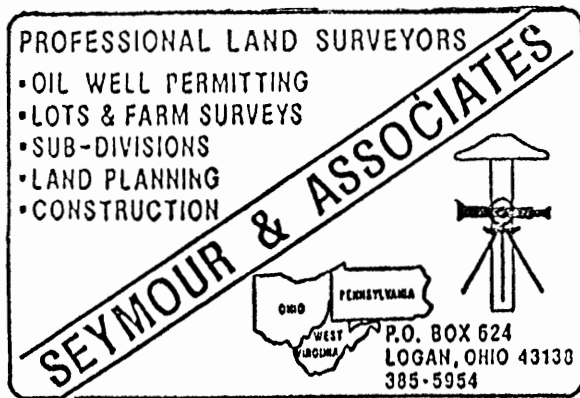 PROFESSIONAL LAND SURVEYORS
▪OIL WELL PERMITTING
▪LOTS & FARM SURVEYS
▪SUB-DIVISIONS
▪LAND PLANNING
▪CONSTRUCTION
SEYMOUR & ASSOCIATES
OHIO
PENNSYLVANIA
WEST
VIRGINIA
P.O. BOX 624
LOGAN, OHIO 43138
385-5954